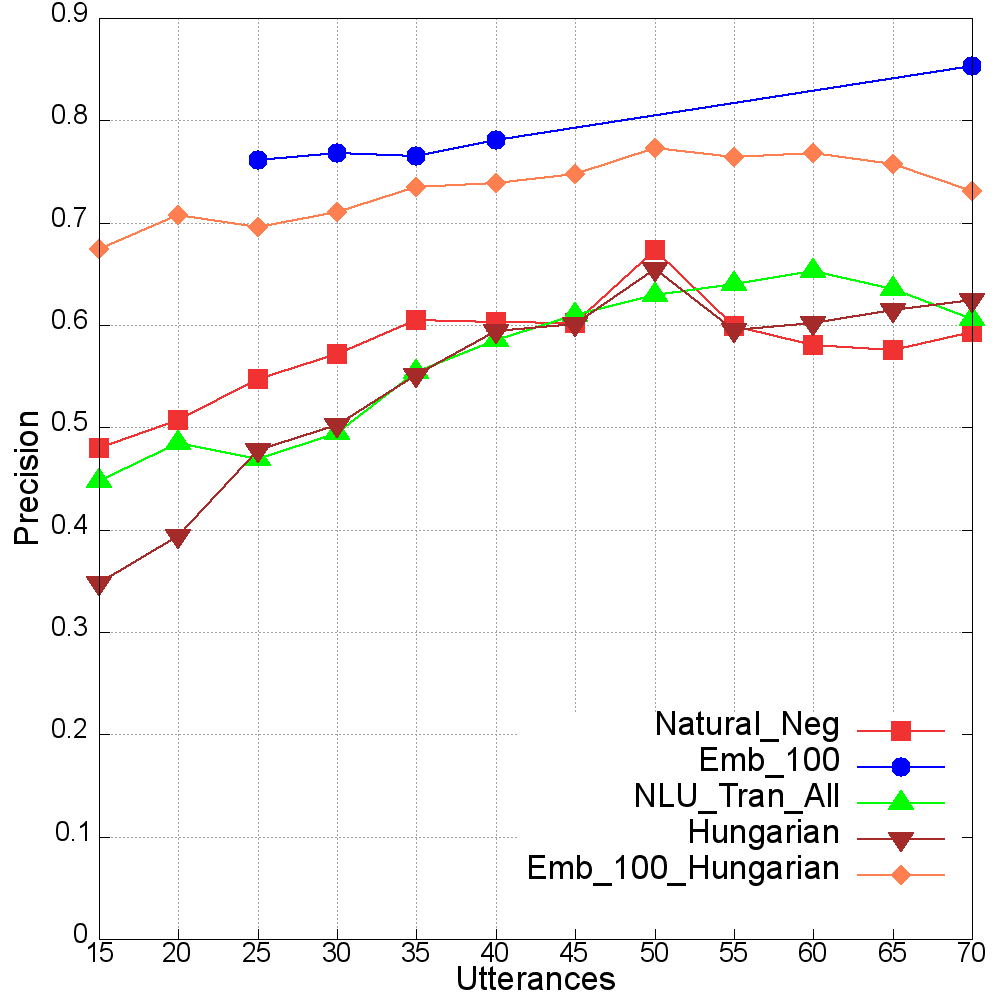 0.9
0.8
0.7
0.6
0.5
0.4
0.3
0.2
0.1
0
Precision
Natural_Neg
Emb_100
NLU_Tran_All
Hungarian
Emb_100_Hungarian
15 20 25 30 35 40 45 50 55 60 65 70
Utterances